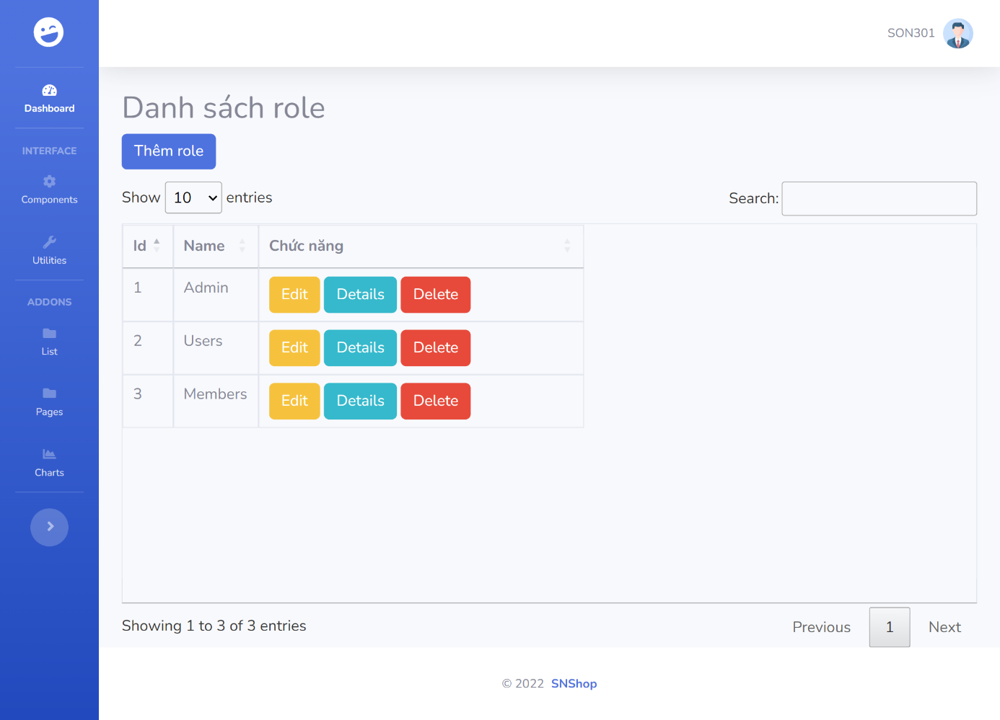 SON301
Dashboard
INTERFACE
Components
Utilities
ADDONS
List
Pages
Charts
Danh sách role
Thêm role
Show 10 entries
Search:
Id Name Chức năng
1 Admin Edit Details Delete
2 Users Edit Details Delete
3 Members Edit Details Delete
Showing 1 to 3 of 3 entries
Previous 1 Next
© 2022 SNShop